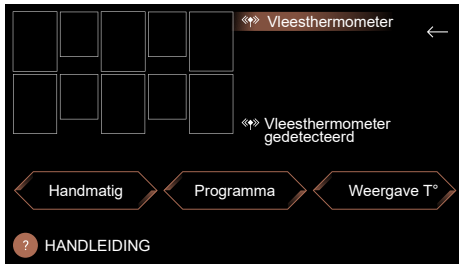 Vleesthermometer
Vleesthermometer
gedetecteerd
Handmatig
Programma
Weergave T°
? HANDLEIDING